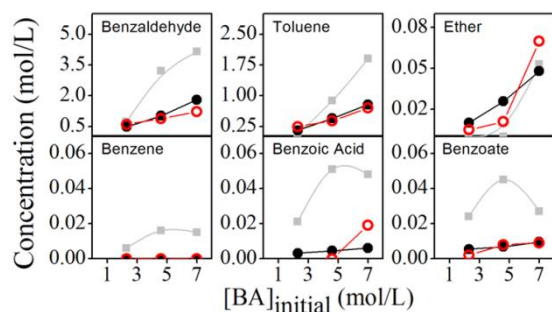 Concentration (mol/L)
Benzaldehyde
5.0
3.5
2.0
0.5
Toluene
2.75
1.75
1.00
0.25
Ether
0.08
0.05
0.02
Benzene
0.06
0.04
0.02
0.00
Benzoic Acid
0.06
0.04
0.02
0.00
Benzoate
0.06
0.04
0.02
0.00
1 3 5 7
1 3 5 7
1 3 5 7
[BA]initial (mol/L)